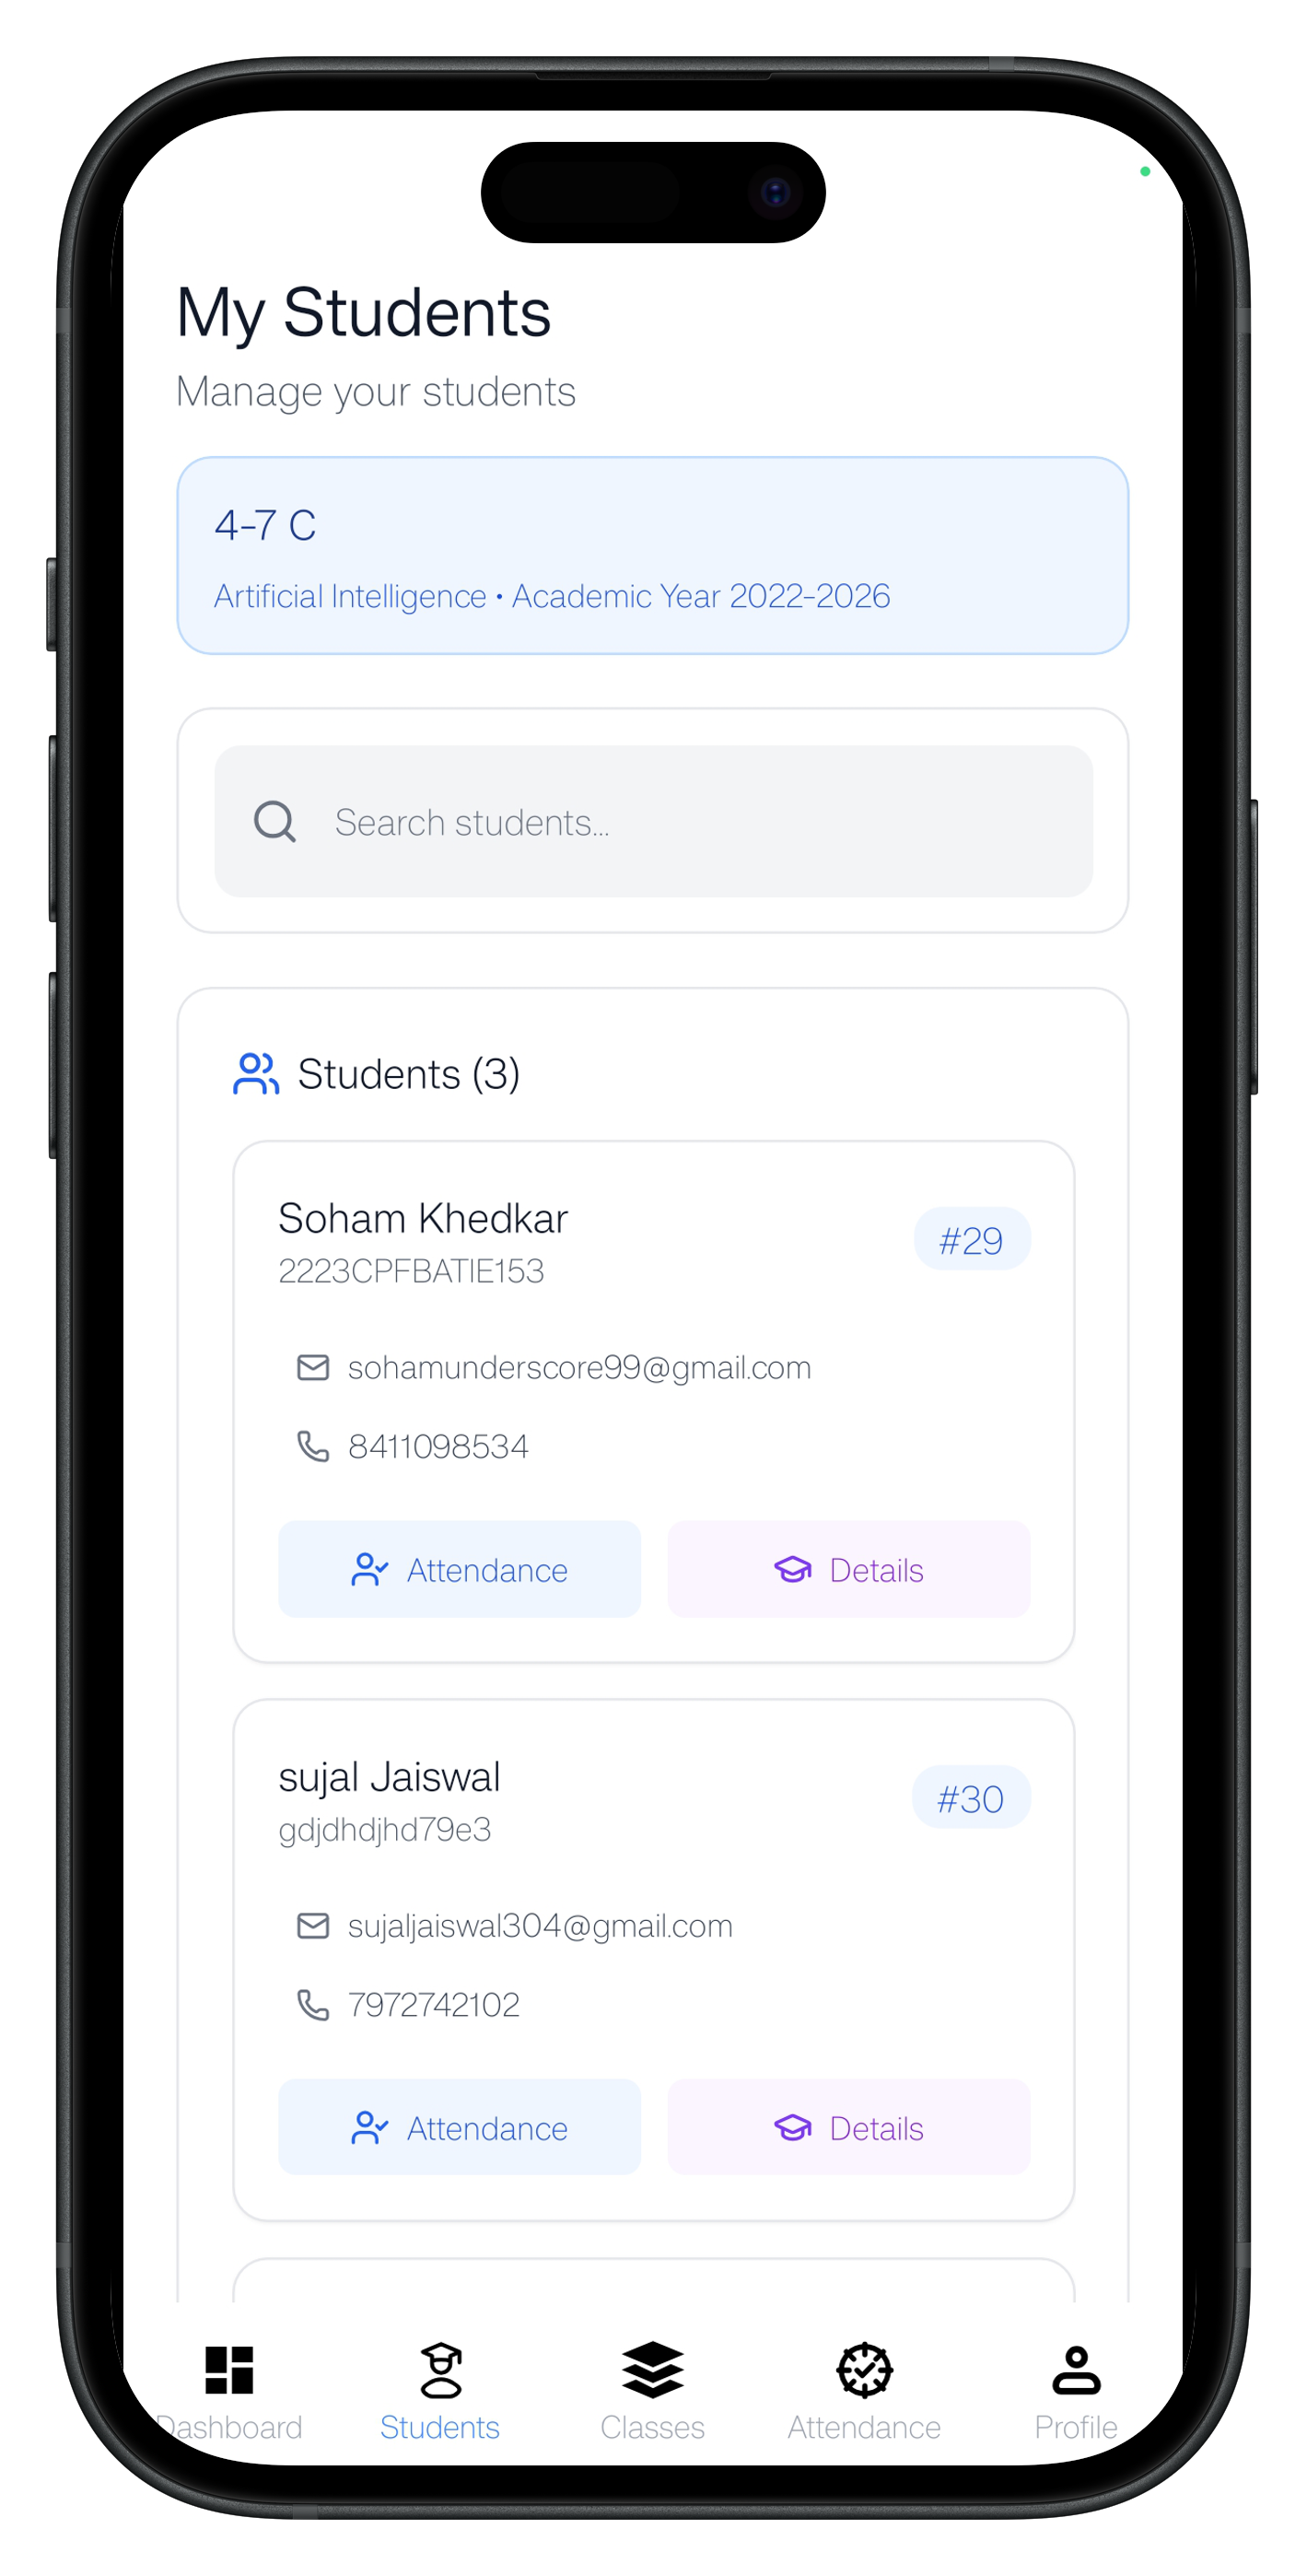 My Students
Manage your students
4-7 C
Artificial Intelligence • Academic Year 2022-2026
Search students...
Students (3)
Soham Khedkar
#29
2223CPFBATIE153
sohamunderscore99@gmail.com
8411098534
Attendance
Details
sujal Jaiswal
#30
gdjdhdjhd79e3
sujaljaiswal304@gmail.com
7972742102
Attendance
Details
Dashboard
Students
Classes
Attendance
Profile